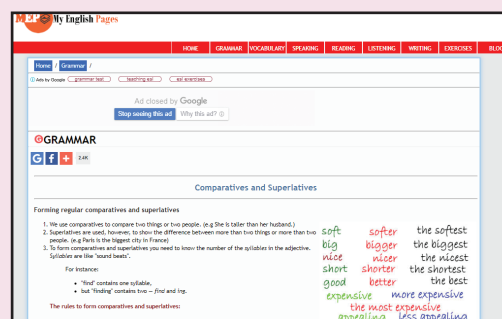 MEP My English Pages
HOME GRAMMAR VOCABULARY SPEAKING READING LISTENING WRITING EXERCISES BLOG
Home / Grammar /
Ads by Google grammar test teaching esl esl exercises
Ad closed by Google
Stop seeing this ad Why this ad?
GRAMMAR
2.4K
Comparatives and Superlatives
Forming regular comparatives and superlatives
1. We use comparatives to compare two things or two people. (e.g She is taller than her husband.)
2. Superlatives are used, however, to show the difference between more than two things or more than two
people. (e.g Paris is the biggest city in France)
3. To form comparatives and superlatives you need to know the number of syllables in the adjective.
Syllables are like "sound beats".
For instance:
"find" contains one syllable,
but "finding" contains two — find and ing.
The rules to form comparatives and superlatives:
soft softer the softest
big bigger the biggest
nice nicer the nicest
short shorter the shortest
good better the best
expensive more expensive
the most expensive
appealing less appealing